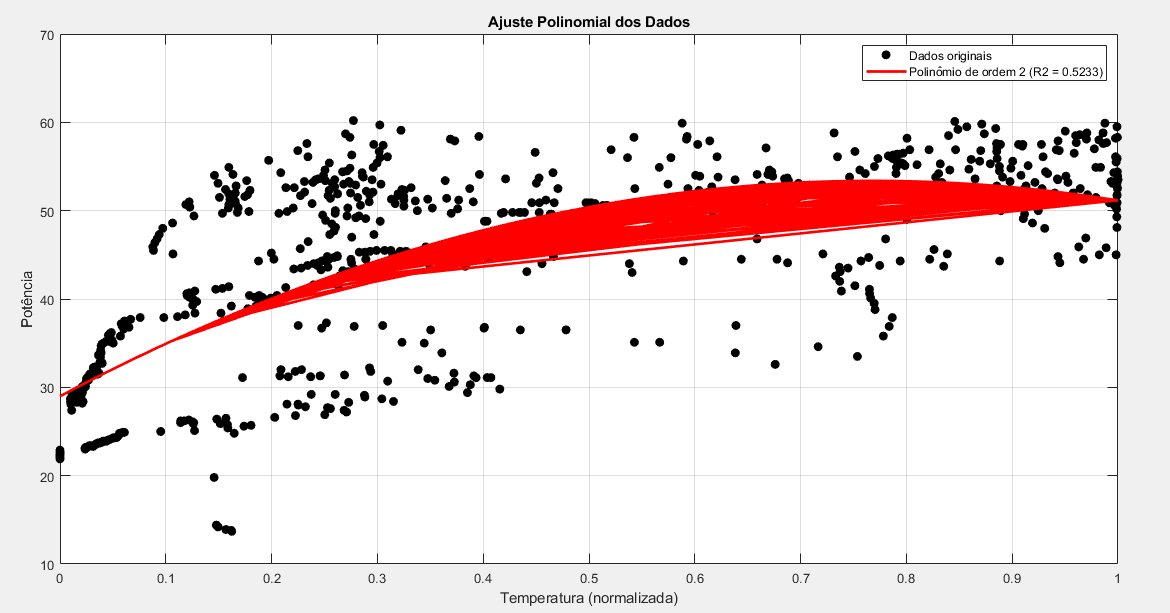 Ajuste Polinomial dos Dados
Dados originais
Polinômio de ordem 2 (R2 = 0.5233)
Potência
70
60
50
40
30
20
10
0 0.1 0.2 0.3 0.4 0.5 0.6 0.7 0.8 0.9 1
Temperatura (normalizada)